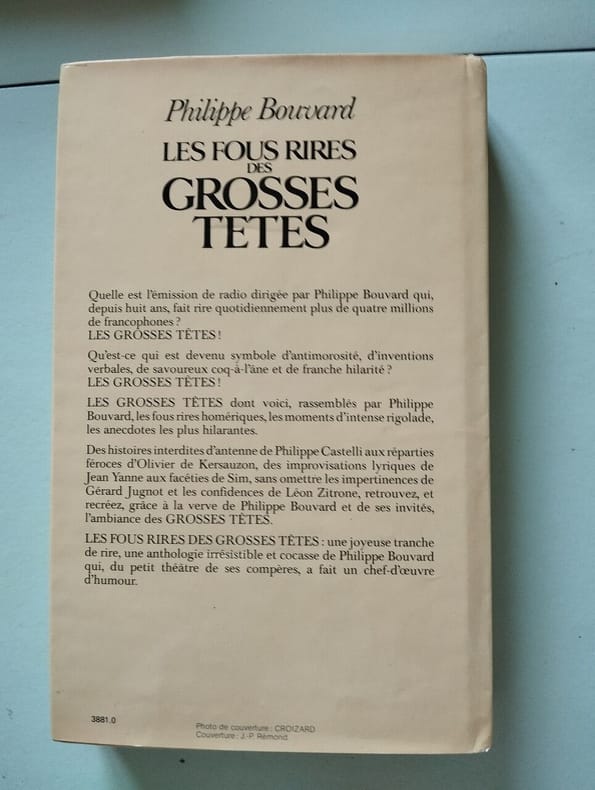 Philippe Bouvard
LES FOUS RIRES
DES
GROSSES
TETES
Quelle est l'émission de radio dirigée par Philippe Bouvard qui,
depuis huit ans, fait rire quotidiennement plus de quatre millions
de francophones ?
LES GROSSES TÊTES !
Qu'est-ce qui est devenu symbole d'antimorosité, d'inventions
verbales, de savoureux coq-à-l'âne et de franche hilarité ?
LES GROSSES TÊTES !
LES GROSSES TÊTES dont voici, rassemblés par Philippe
Bouvard, les fous rires homériques, les moments d'intense rigolade,
les anecdotes les plus hilarantes.
Des histoires interdites d'antenne de Philippe Castelli aux réparties
féroces d'Olivier de Kersauzon, des improvisations lyriques de
Jean Yanne aux facéties de Sim, sans omettre les impertinences de
Gérard Jugnot et les confidences de Léon Zitrone, retrouvez, et
recréez, grâce à la verve de Philippe Bouvard et de ses invités,
l'ambiance des GROSSES TÊTES.
LES FOUS RIRES DES GROSSES TÊTES : une joyeuse tranche
de rire, une anthologie irrésistible et cocasse de Philippe Bouvard
qui, du petit théâtre de ses compères, a fait un chef-d'œuvre
d'humour.
3881.0
Photo de couverture : CROIZARD
Couverture : J.-P. Rémond